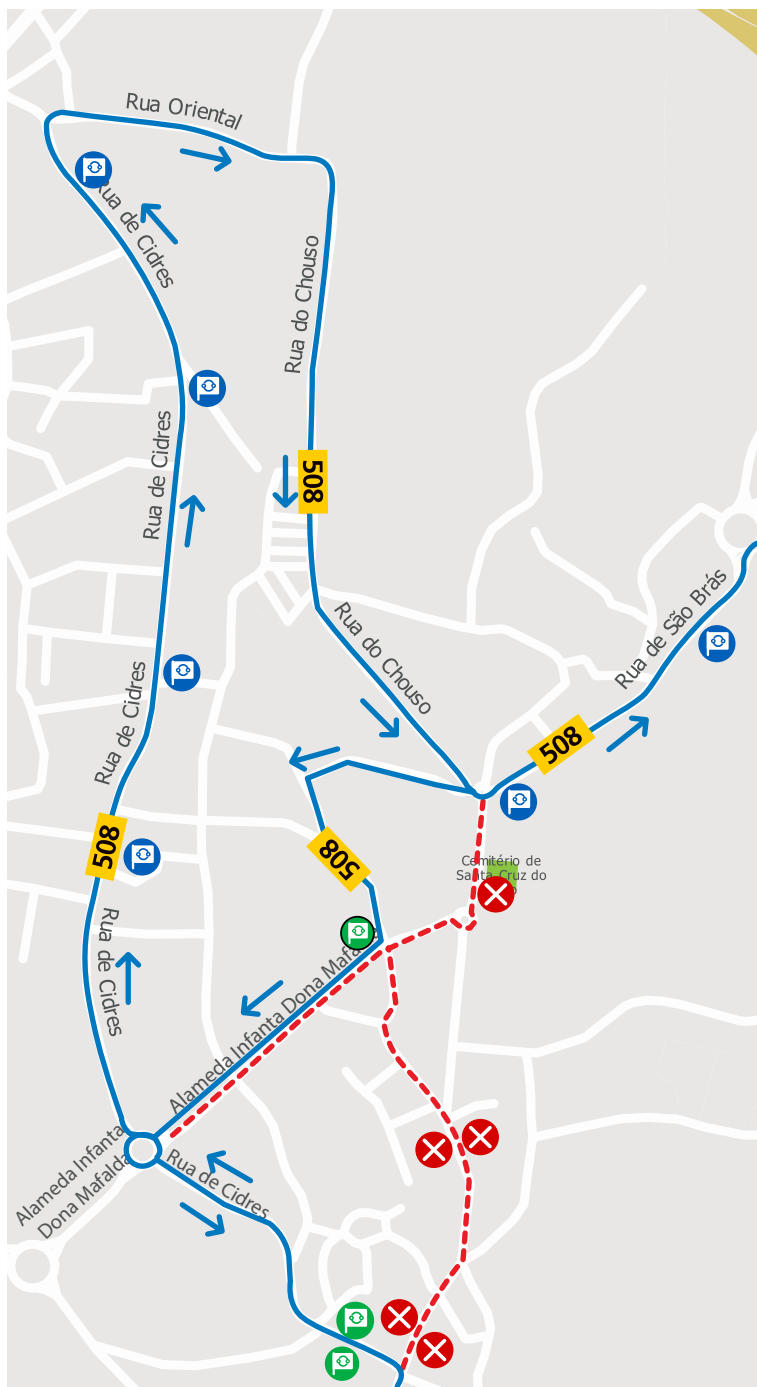 Rua Oriental
Rua de Cidres
Rua do Chouso
Rua de Cidres
508
Rua de São Brás
Rua do Chouso
Rua de Cidres
508
508
508
Cemitério de
Santa Cruz do
Rua de Cidres
Alameda Infanta Dona Mafalda
Alameda Infanta
Dona Mafalda
Rua de Cidres